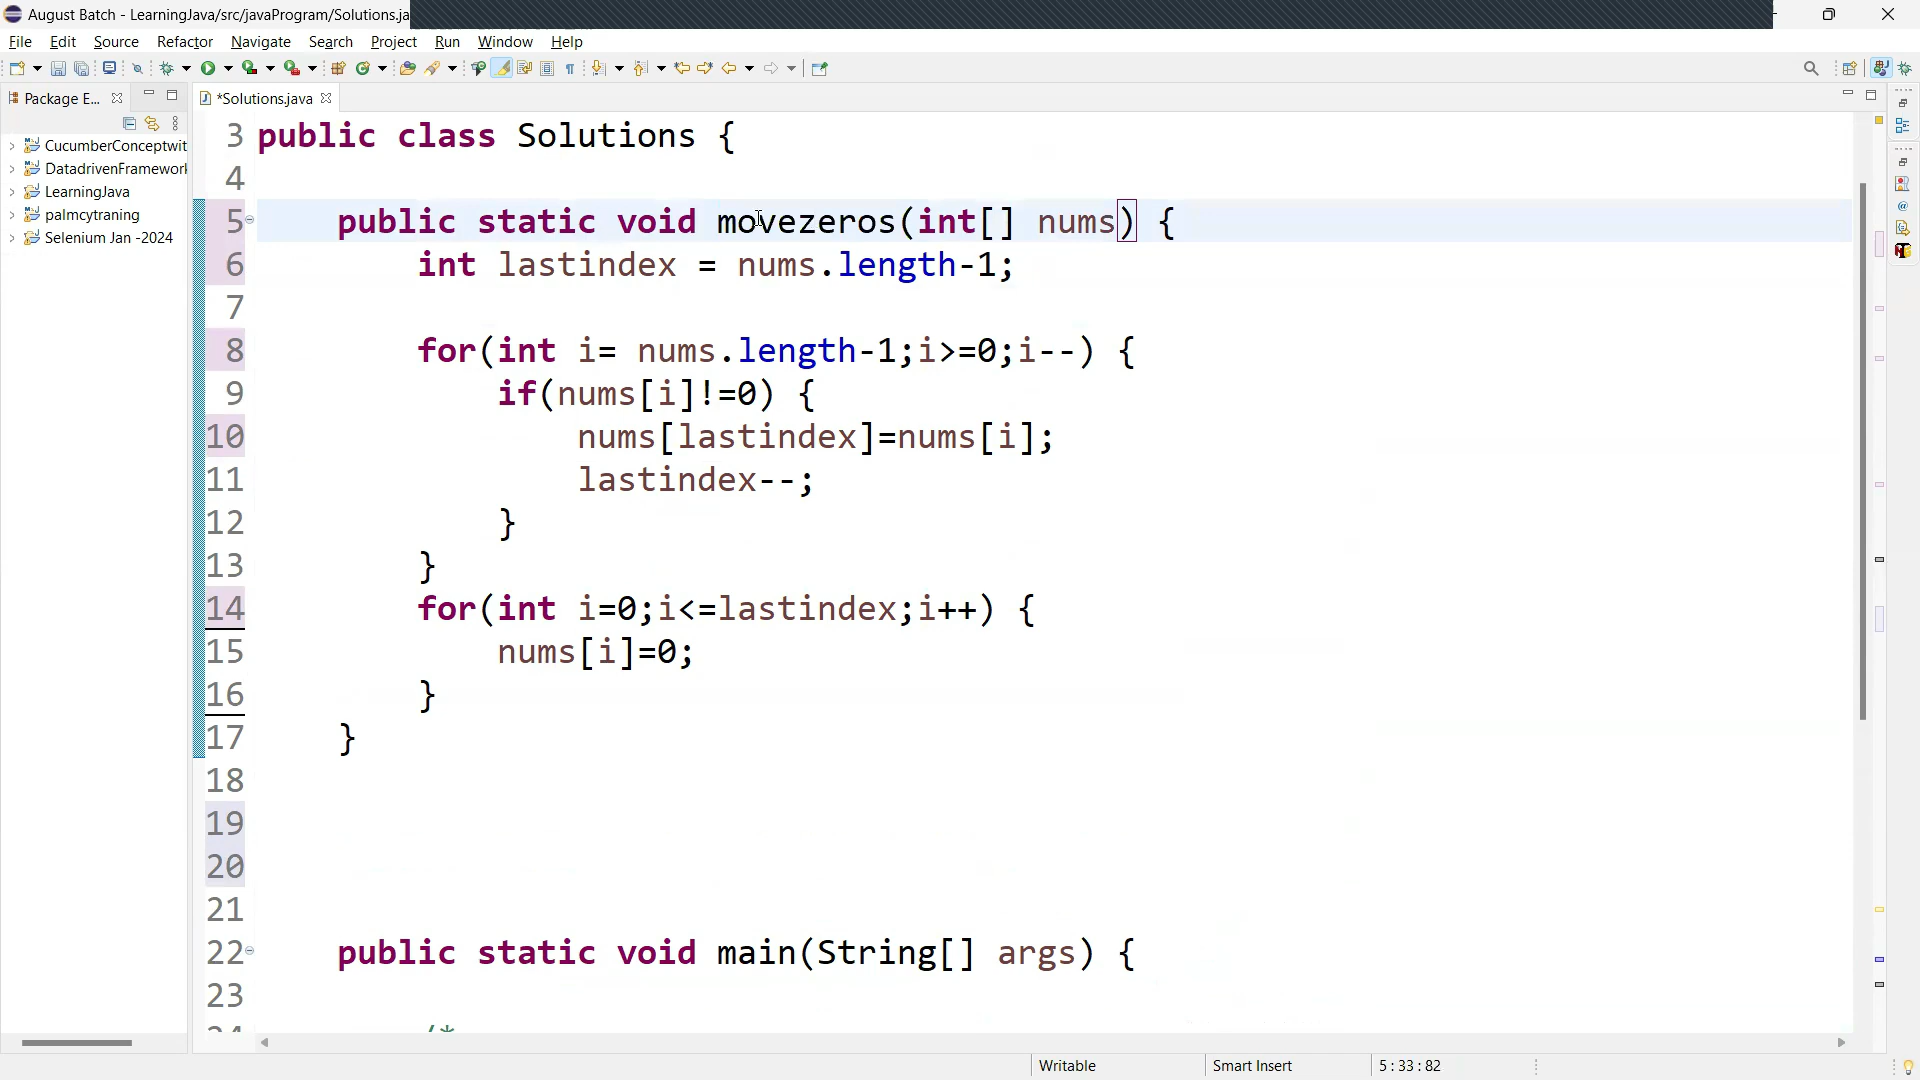 August Batch - LearningJava/src/javaProgram/Solutions.ja
File Edit Source Refactor Navigate Search Project Run Window Help
Package E...
*Solutions.java
CucumberConceptwit
DatadrivenFramework
LearningJava
palmcytraning
Selenium Jan -2024
3 public class Solutions {
4
5 public static void movezeros(int[] nums) {
6 int lastindex = nums.length-1;
7
8 for(int i= nums.length-1;i>=0;i--) {
9 if(nums[i]!=0) {
10 nums[lastindex]=nums[i];
11 lastindex--;
12 }
13 }
14 for(int i=0;i<=lastindex;i++) {
15 nums[i]=0;
16 }
17 }
18
19
20
21
22 public static void main(String[] args) {
23
24 /*
Writable Smart Insert 5 : 33 : 82